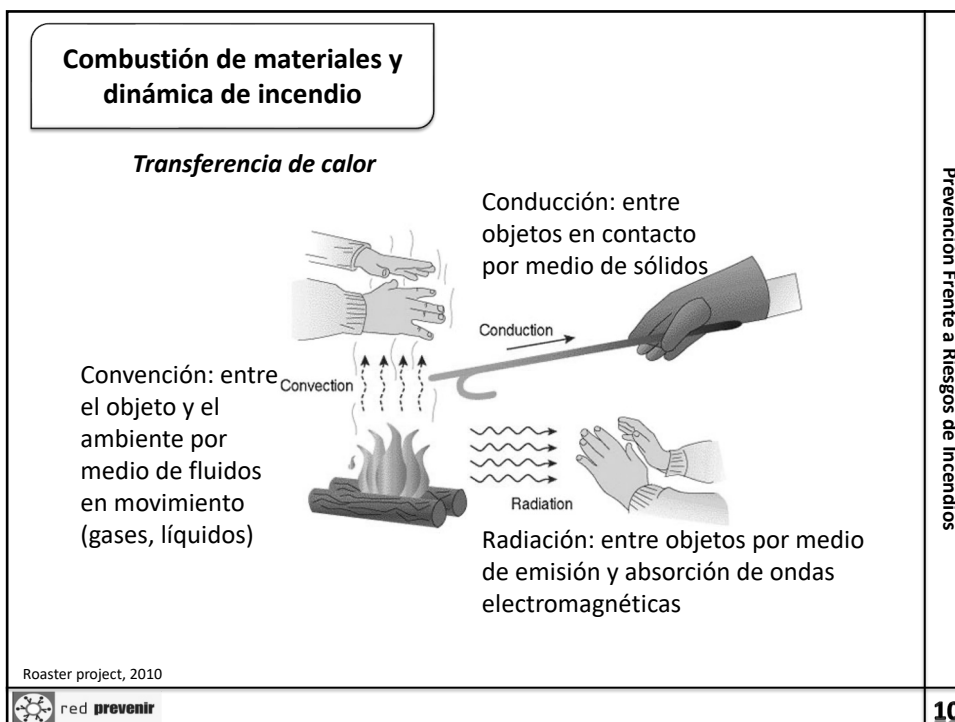 Combustión de materiales y
dinámica de incendio
Transferencia de calor
Conducción: entre
objetos en contacto
por medio de sólidos
Conduction
Convención: entre
el objeto y el
ambiente por
medio de fluidos
en movimiento
(gases, líquidos)
Convection
Radiation
Radiación: entre objetos por medio
de emisión y absorción de ondas
electromagnéticas
Roaster project, 2010
red prevenir
Prevención Frente a Riesgos de Incendios
10